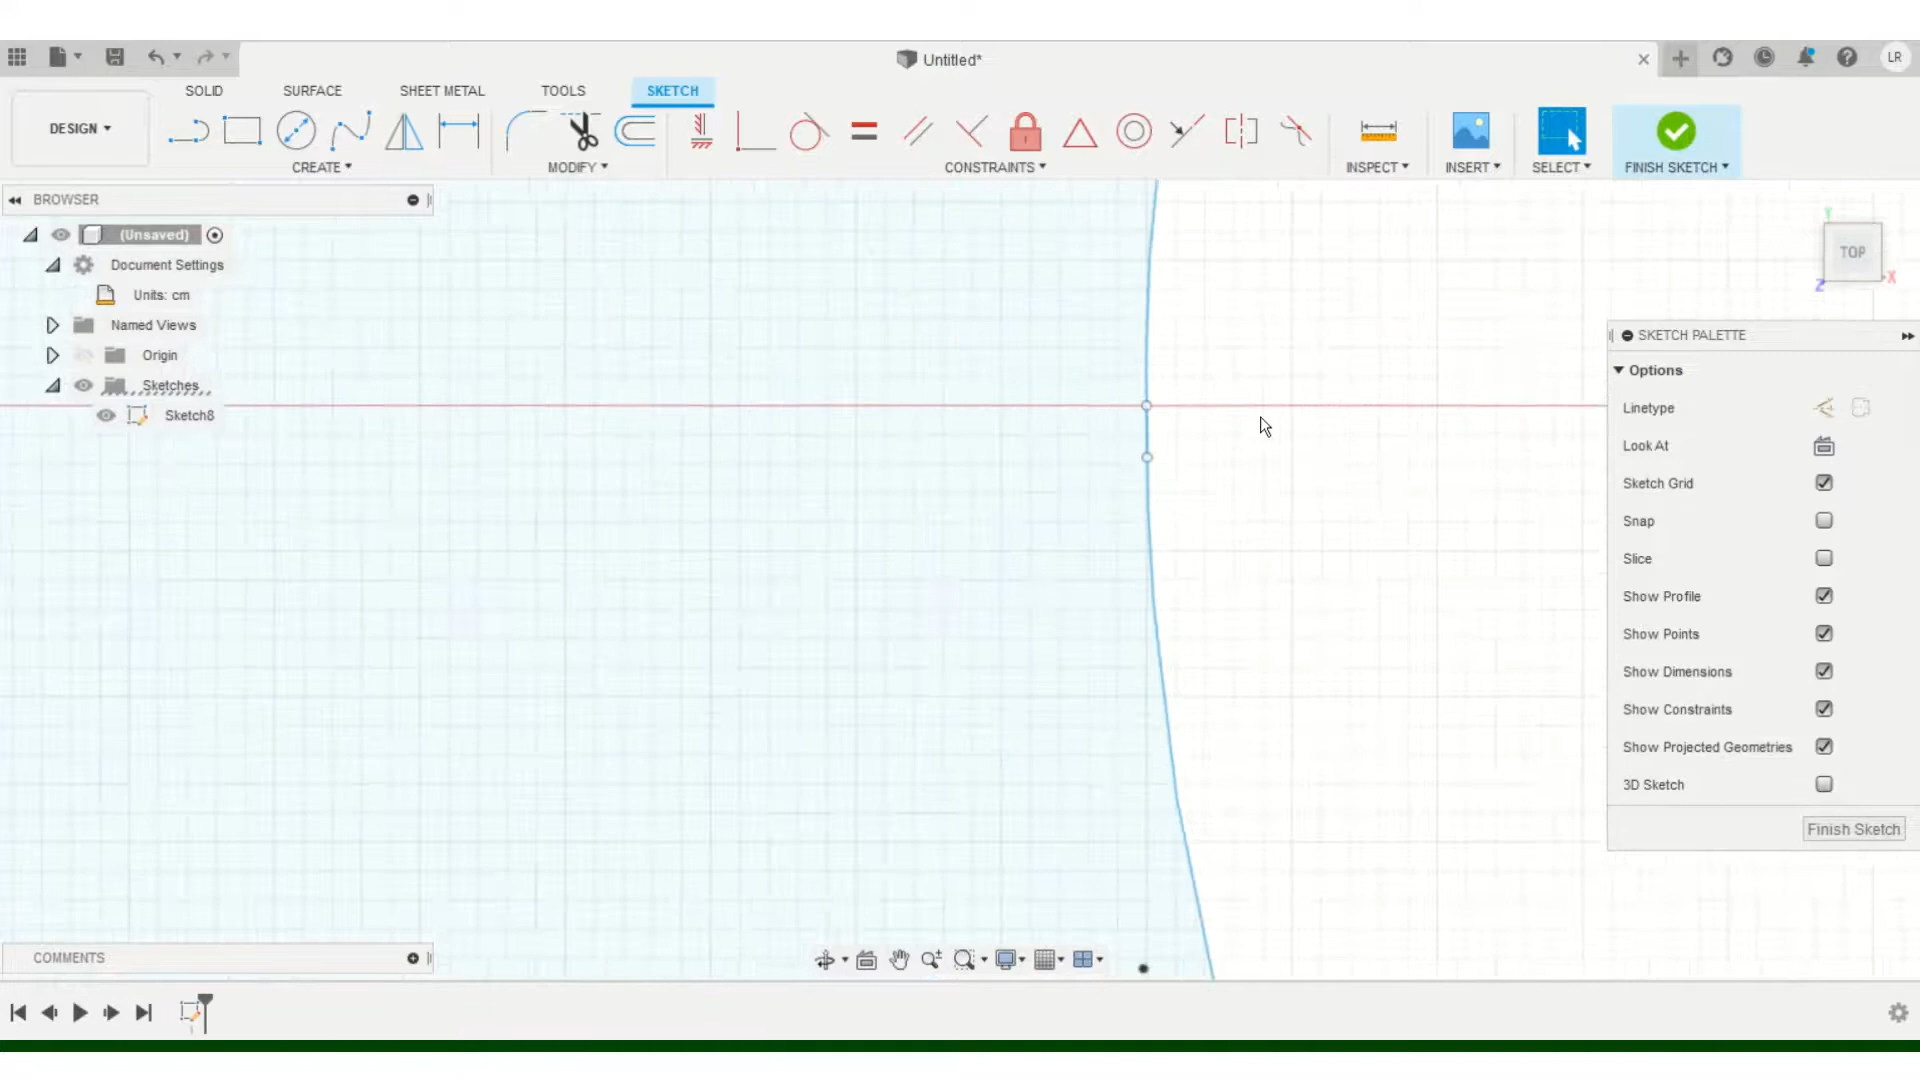 Untitled*
LR
SOLID
SURFACE
SHEET METAL
TOOLS
SKETCH
DESIGN
CREATE
MODIFY
CONSTRAINTS
INSPECT
INSERT
SELECT
FINISH SKETCH
BROWSER
(Unsaved)
Document Settings
Units: cm
Named Views
Origin
Sketches
Sketch8
Y
TOP
X
Z
SKETCH PALETTE
Options
Linetype
Look At
Sketch Grid
Snap
Slice
Show Profile
Show Points
Show Dimensions
Show Constraints
Show Projected Geometries
3D Sketch
Finish Sketch
COMMENTS